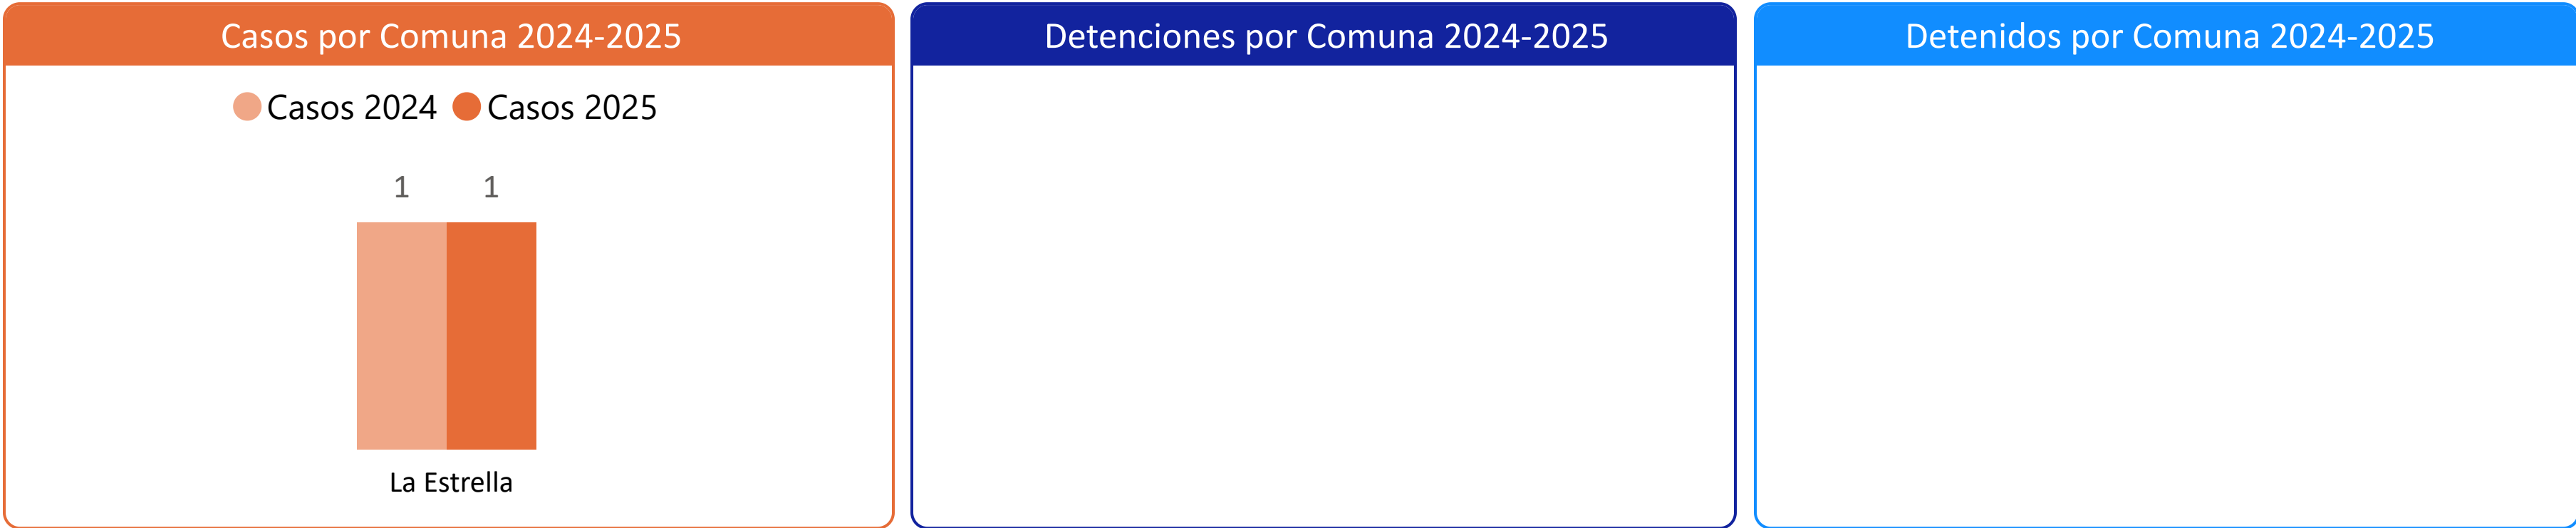 Casos por Comuna 2024-2025
Casos 2024 Casos 2025
1 1
La Estrella
Detenciones por Comuna 2024-2025
Detenidos por Comuna 2024-2025